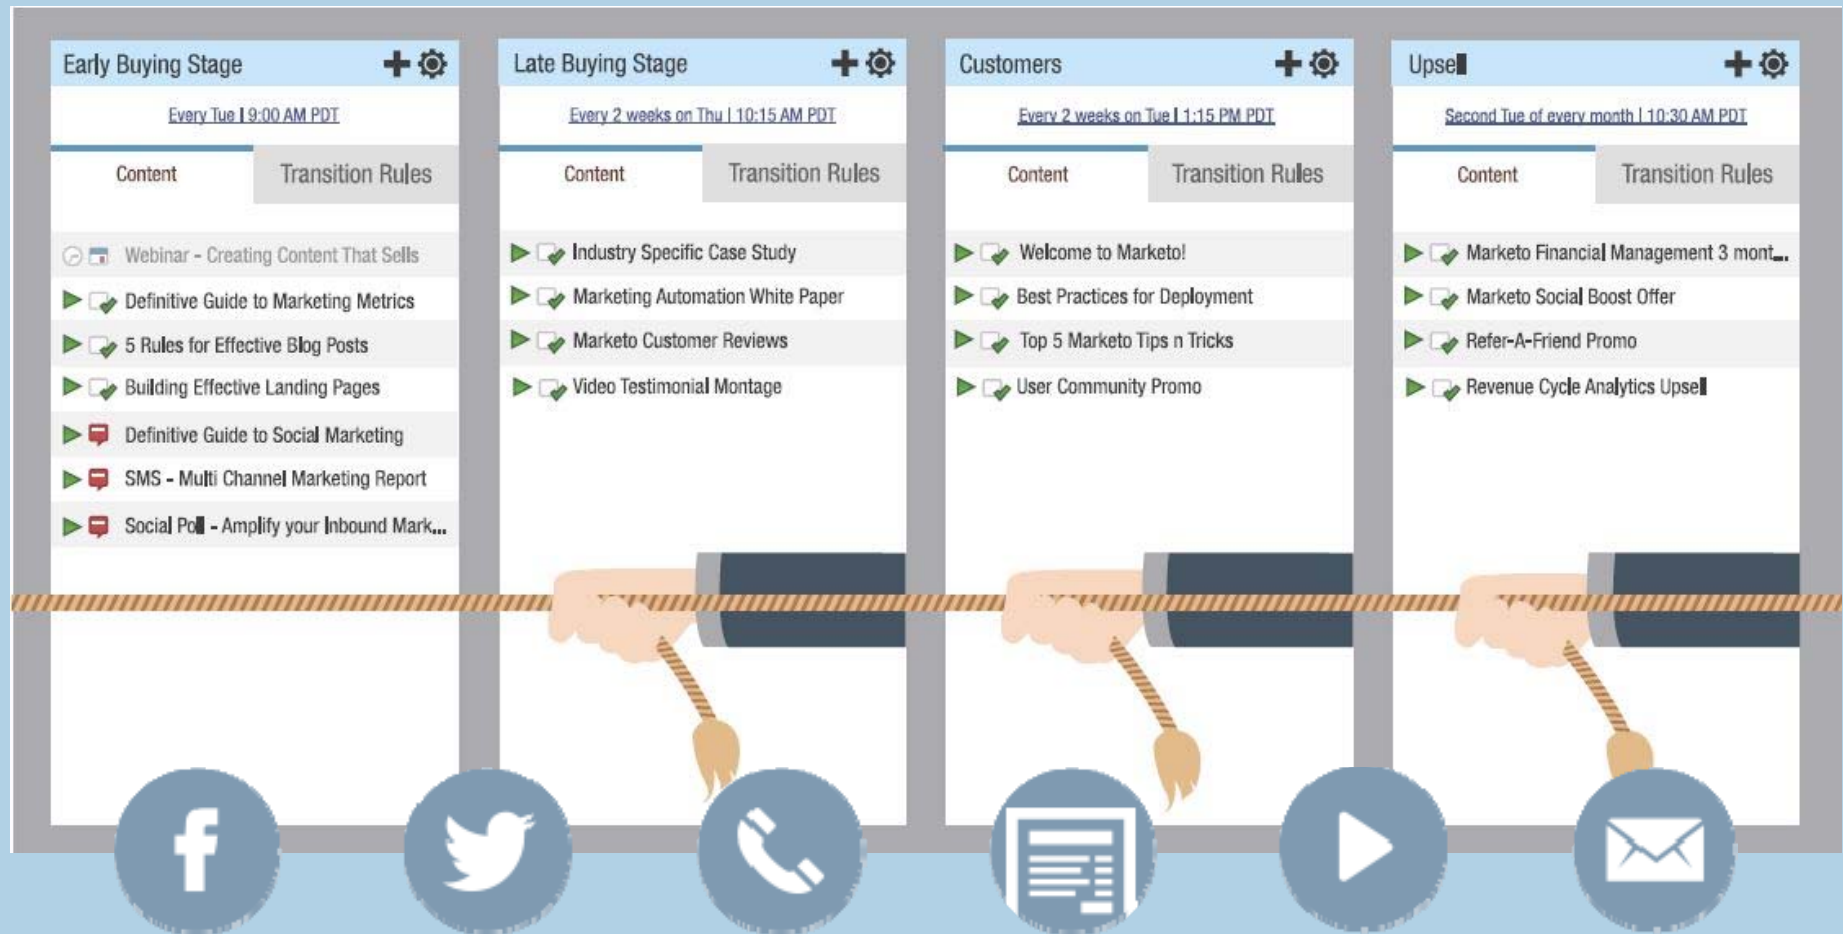 Early Buying Stage
Every Tue | 9:00 AM PDT
Content
Transition Rules
Webinar - Creating Content That Sells
Definitive Guide to Marketing Metrics
5 Rules for Effective Blog Posts
Building Effective Landing Pages
Definitive Guide to Social Marketing
SMS - Multi Channel Marketing Report
Social Poll - Amplify your Inbound Mark...
Late Buying Stage
Every 2 weeks on Thu | 10:15 AM PDT
Content
Transition Rules
Industry Specific Case Study
Marketing Automation White Paper
Marketo Customer Reviews
Video Testimonial Montage
Customers
Every 2 weeks on Tue | 1:15 PM PDT
Content
Transition Rules
Welcome to Marketo!
Best Practices for Deployment
Top 5 Marketo Tips n Tricks
User Community Promo
Upsell
Second Tue of every month | 10:30 AM PDT
Content
Transition Rules
Marketo Financial Management 3 mont...
Marketo Social Boost Offer
Refer-A-Friend Promo
Revenue Cycle Analytics Upsell